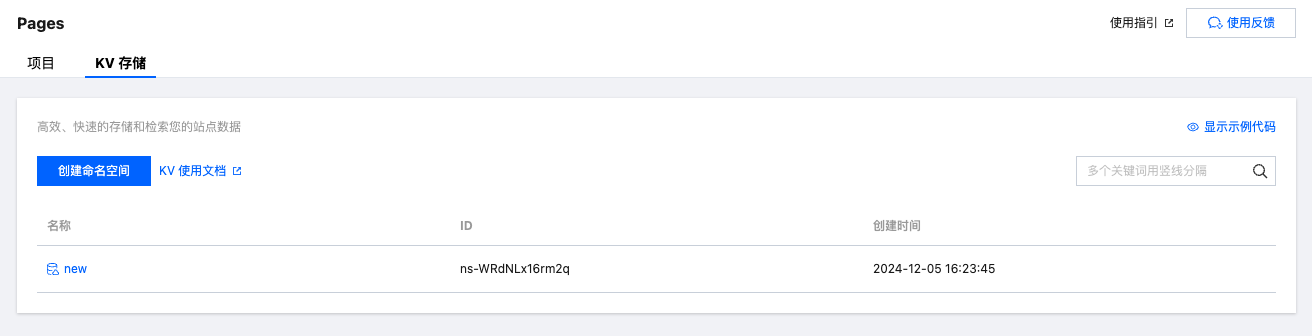 Pages
使用指引
使用反馈
项目
KV 存储
高效、快速的存储和检索您的站点数据
显示示例代码
创建命名空间
KV 使用文档
多个关键词用竖线分隔
名称 ID 创建时间
new ns-WRdNLx16rm2q 2024-12-05 16:23:45